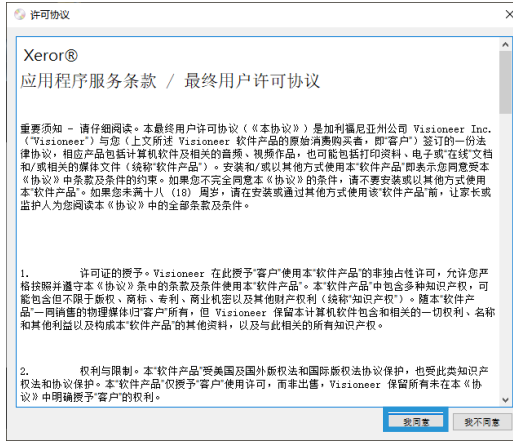 许可协议
Xeror®
应用程序服务条款 / 最终用户许可协议
重要须知 - 请仔细阅读。本最终用户许可协议（《本协议》）是加利福尼亚州公司 Visioneer Inc.
("Visioneer") 与您（上文所述 Visioneer 软件产品的原始消费购买者，即"客户"）签订的一份法
律协议，相应产品包括计算机软件及相关的音频、视频作品，也可能包括打印资料、电子或"在线"文档
和/或相关的媒体文件（统称"软件产品"）。安装和/或以其他方式使用本"软件产品"即表示您同意受本
《协议》中条款及条件的约束。如果您不完全同意本《协议》的条件，请不要安装或以其他方式使用
本"软件产品"。如果您未满十八 (18) 周岁，请在安装或通过其他方式使用该"软件产品"前，让家长或
监护人为您阅读本《协议》中的全部条款及条件。
1. 许可证的授予。Visioneer 在此授予"客户"使用本"软件产品"的非独占性许可，允许您严
格按照并遵守本《协议》条中的条款及条件使用本"软件产品"。本"软件产品"中包含多种知识产权，可
能包含但不限于版权、商标、专利、商业机密以及其他财产权利（统称"知识产权"）。随本"软件产
品"一同销售的物理媒体归"客户"所有，但 Visioneer 保留本计算机软件包含和相关的一切权利、名称
和其他利益以及构成本"软件产品"的其他资料，以及与此相关的所有知识产权。
2. 权利与限制。本"软件产品"受美国及国外版权法和国际版权法协议保护，也受此类知识产
权法和协议保护。本"软件产品"仅授予"客户"使用许可，而非出售，Visioneer 保留所有未在本《协
议》中明确授予"客户"的权利。
我同意 我不同意